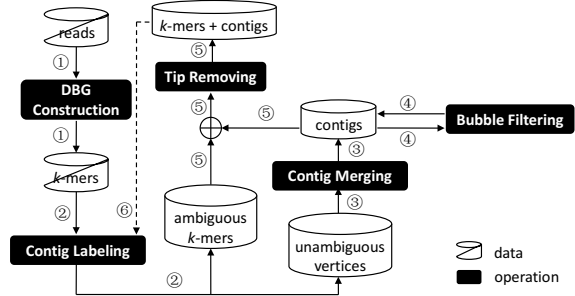 reads
①
DBG
Construction
①
k-mers
②
Contig Labeling
②
⑥
k-mers + contigs
⑤
Tip Removing
⑤
⑤
⑤
ambiguous
k-mers
contigs
③
Contig Merging
③
unambiguous
vertices
④
④
Bubble Filtering
data
operation